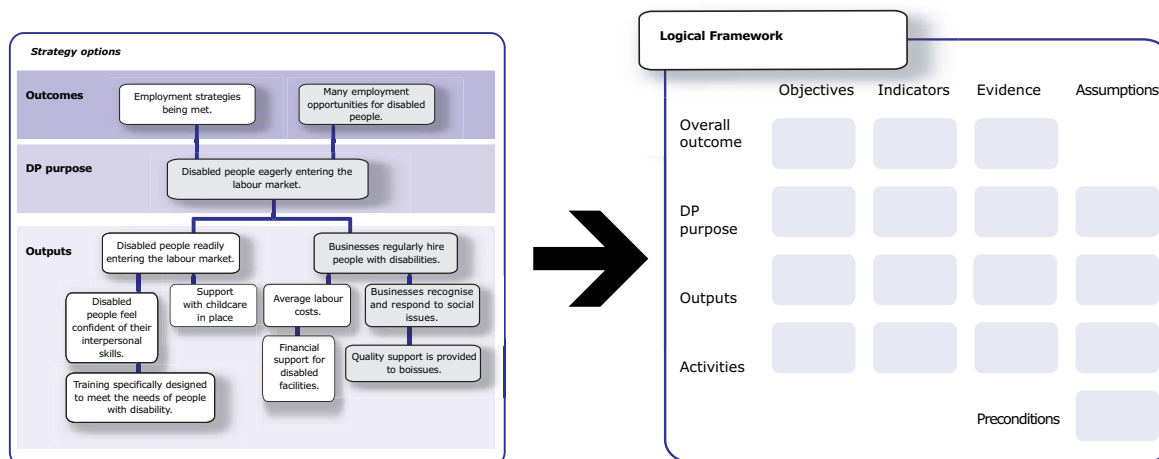 Strategy options
Outcomes
Employment strategies
being met.
Many employment
opportunities for disabled
people.
DP purpose
Disabled people eagerly entering the
labour market.
Outputs
Disabled people readily
entering the labour market.
Businesses regularly hire
people with disabilities.
Disabled
people feel
confident of their
interpersonal
skills.
Support
with childcare
in place
Average labour
costs.
Businesses recognise
and respond to social
issues.
Financial
support for
disabled
facilities.
Quality support is provided
to boissues.
Training specifically designed
to meet the needs of people
with disability.
Logical Framework
Objectives Indicators Evidence Assumptions
Overall
outcome
DP
purpose
Outputs
Activities
Preconditions